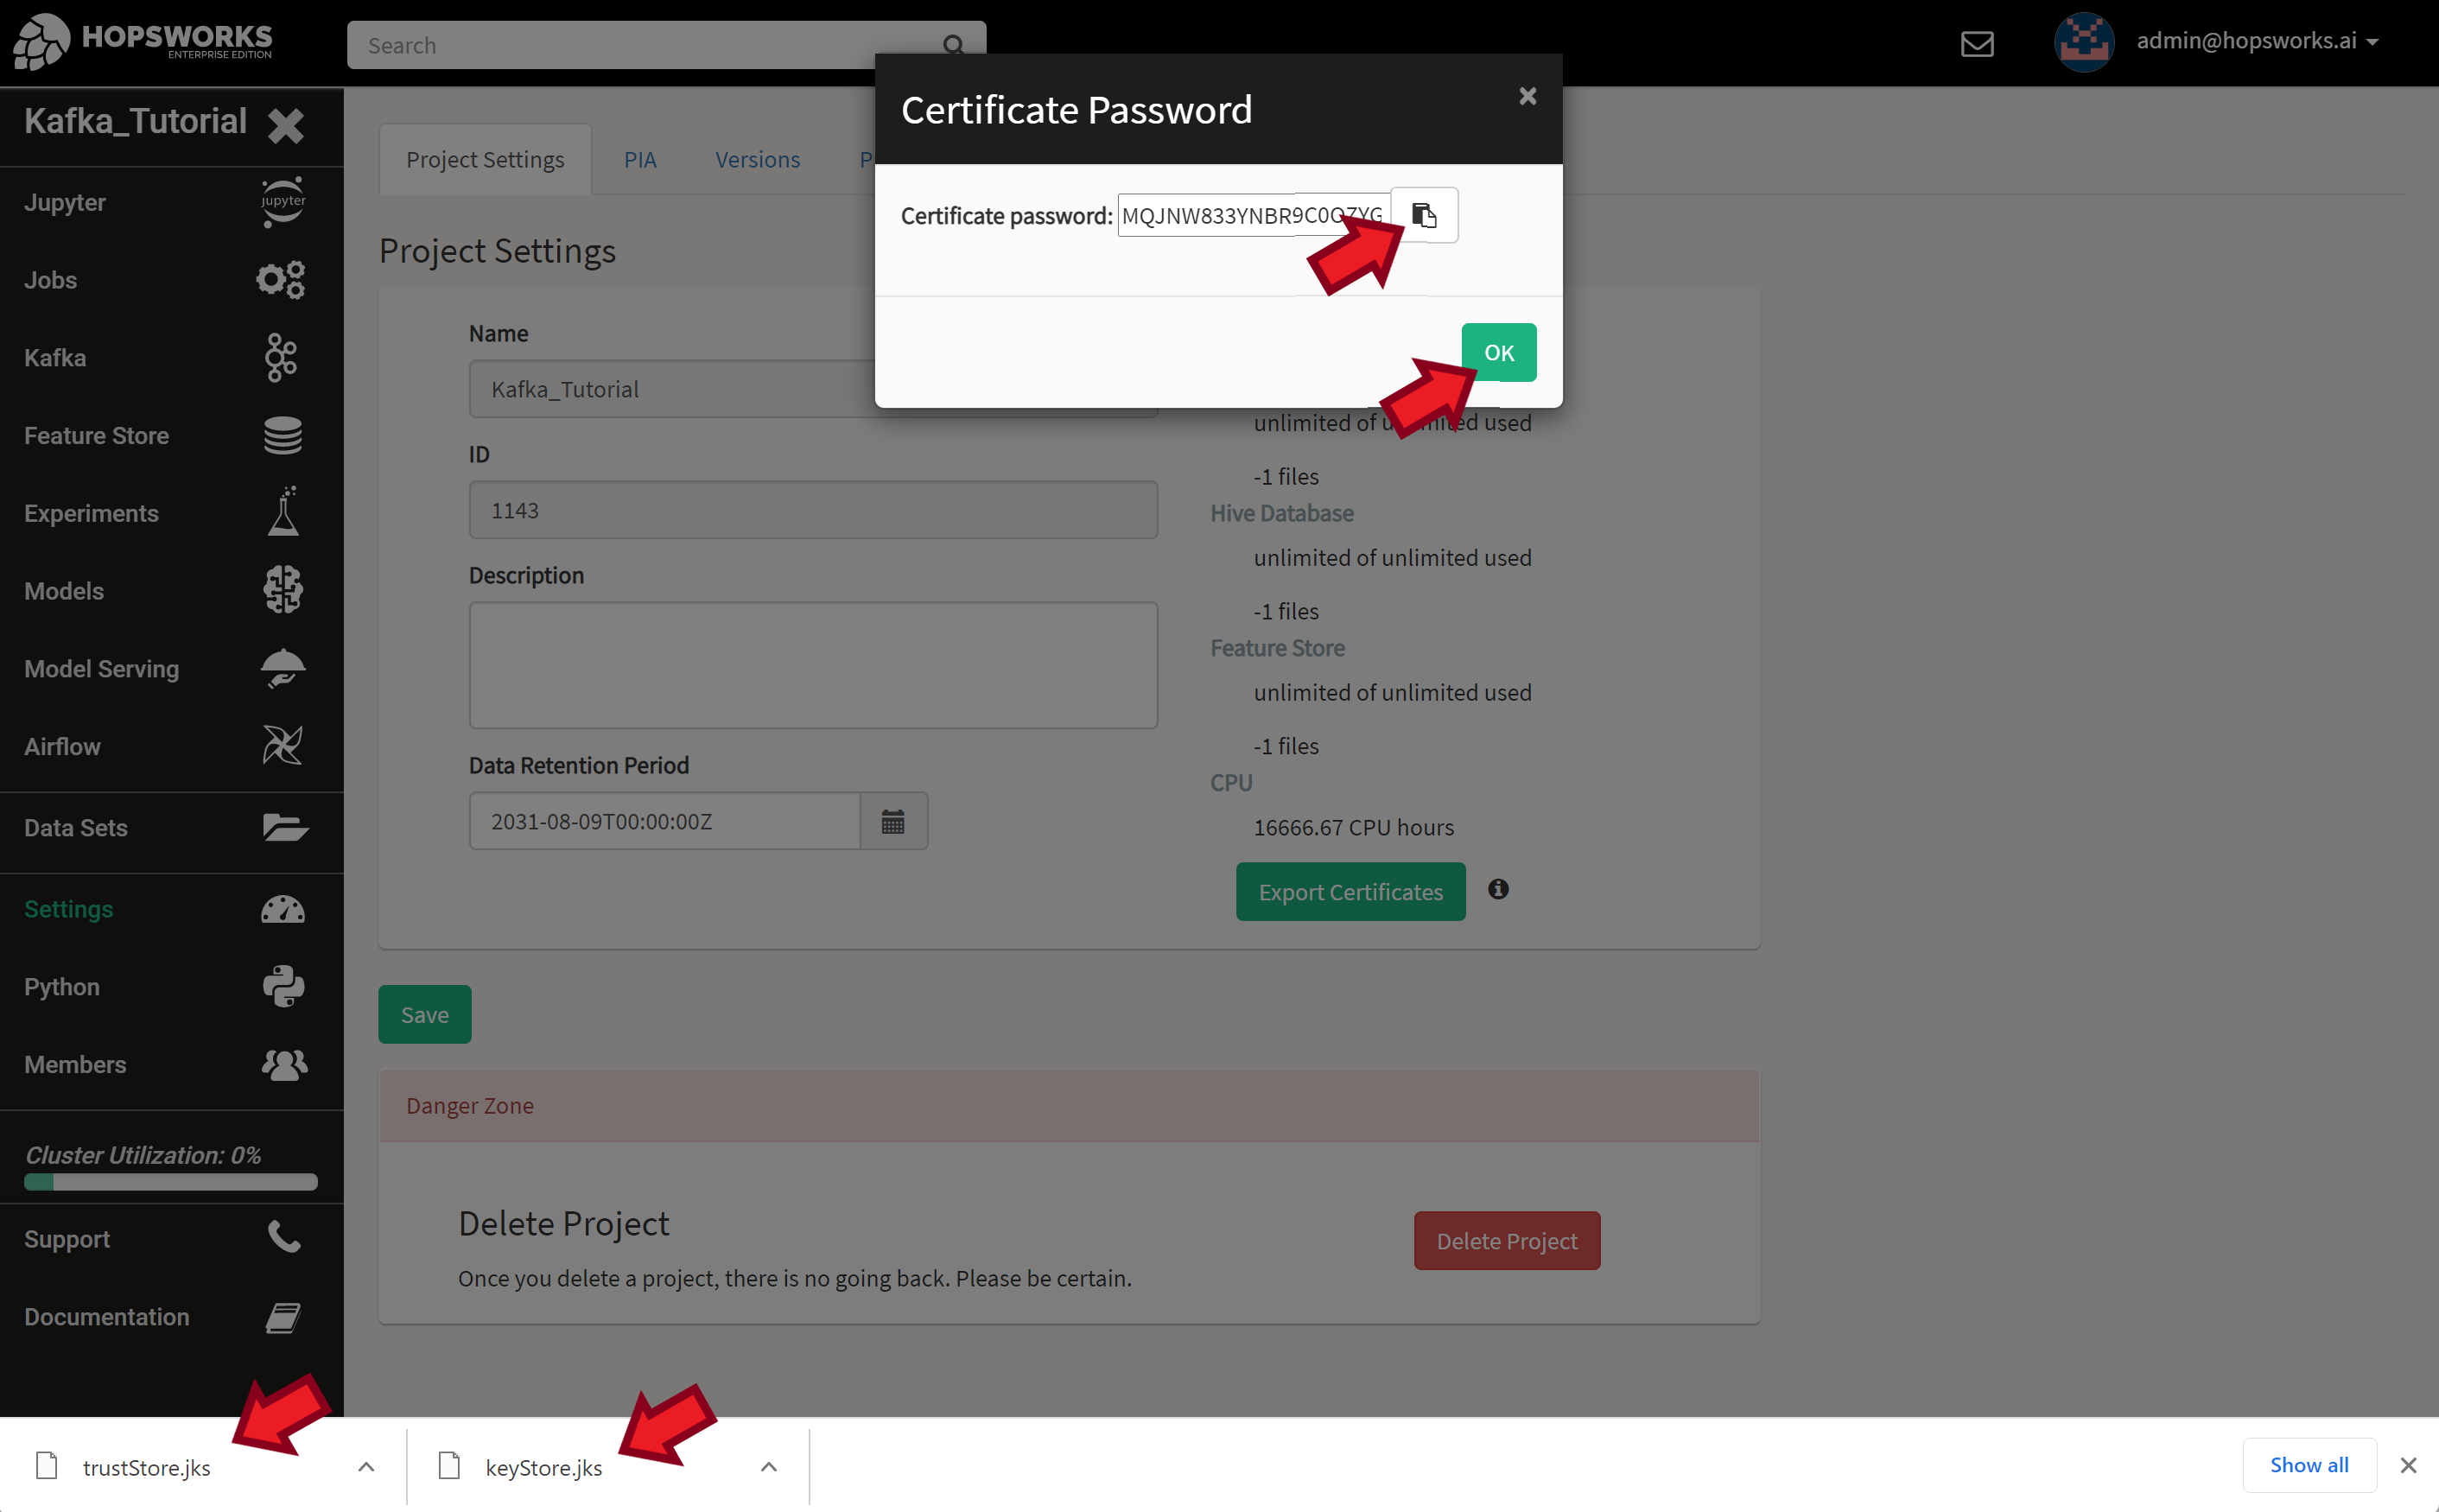 HOPSWORKS
ENTERPRISE EDITION
Search
admin@hopsworks.ai
Kafka_Tutorial
Jupyter
jupyter
Jobs
Kafka
Feature Store
Experiments
Models
Model Serving
Airflow
Data Sets
Settings
Python
Members
Cluster Utilization: 0%
Support
Documentation
Project Settings
PIA
Versions
P
Certificate Password
×
Certificate password:
OK
Project Settings
Name
Kafka_Tutorial
ID
1143
Description
Data Retention Period
2031-08-09T00:00:00Z
unlimited of unlimited used
-1 files
Hive Database
unlimited of unlimited used
-1 files
Feature Store
unlimited of unlimited used
-1 files
CPU
16666.67 CPU hours
Export Certificates
Save
Danger Zone
Delete Project
Once you delete a project, there is no going back. Please be certain.
Delete Project
trustStore.jks
keyStore.jks
Show all